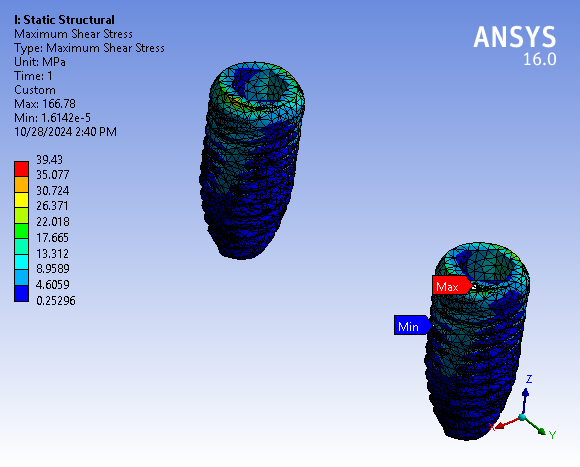 I: Static Structural
Maximum Shear Stress
Type: Maximum Shear Stress
Unit: MPa
Time: 1
Custom
Max: 166.78
Min: 1.6142e-5
10/28/2024 2:40 PM
ANSYS
16.0
39.43
35.077
30.724
26.371
22.018
17.665
13.312
8.9589
4.6059
0.25296
Max
Min
Z
X
Y